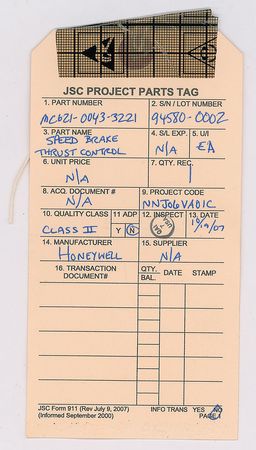 JSC PROJECT PARTS TAG
1. PART NUMBER 2. S/N / LOT NUMBER
MC621-0043-3221 94580-0002
3. PART NAME 4. S/L EXP. 5. U/I
SPEED BRAKE
THRUST CONTROL N/A EA
6. UNIT PRICE 7. QTY. REC.
N/A 1
8. ACQ. DOCUMENT # 9. PROJECT CODE
N/A NNJ06VA01C
10. QUALITY CLASS 11 ADP 12. INSPECT 13. DATE
CLASS II Y N
14. MANUFACTURER 15. SUPPLIER
HONEYWELL N/A
16. TRANSACTION DOCUMENT# QTY. BAL. DATE STAMP
JSC Form 911 (Rev July 9, 2007) INFO TRANS YES NO
(Informed September 2000) PAGE 1